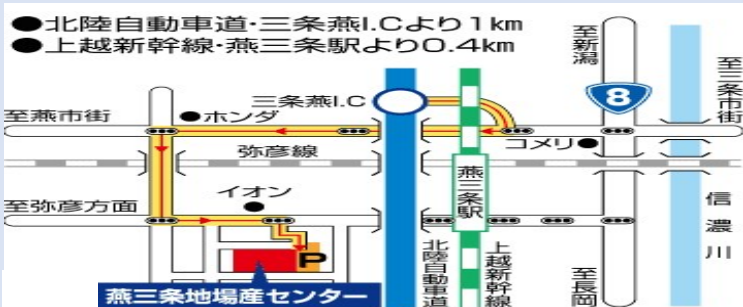 ●北陸自動車道・三条燕I.Cより1km
●上越新幹線・燕三条駅より0.4km
至新潟
8
至三条市街
三条燕I.C
至燕市街
●ホンダ
コメリ●
弥彦線
燕三条駅
イオン
至弥彦方面
信濃川
P
北陸自動車道
上越新幹線
至長岡
燕三条地場産センター